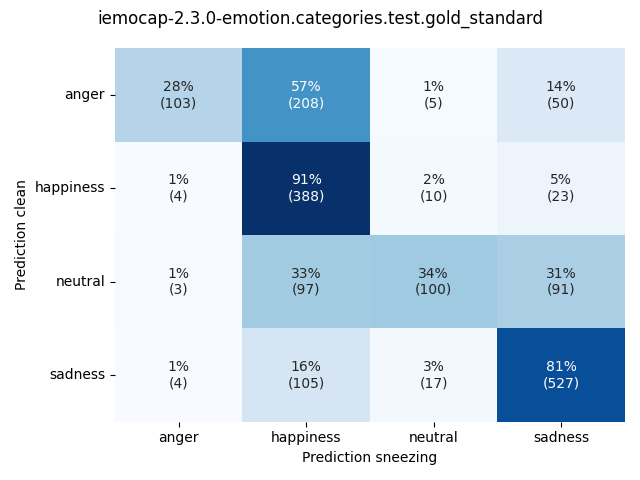 iemocap-2.3.0-emotion.categories.test.gold_standard
Prediction clean
anger
28% 57% 1% 14%
(103) (208) (5) (50)
happiness
1% 91% 2% 5%
(4) (388) (10) (23)
neutral
1% 33% 34% 31%
(3) (97) (100) (91)
sadness
1% 16% 3% 81%
(4) (105) (17) (527)
anger happiness neutral sadness
Prediction sneezing